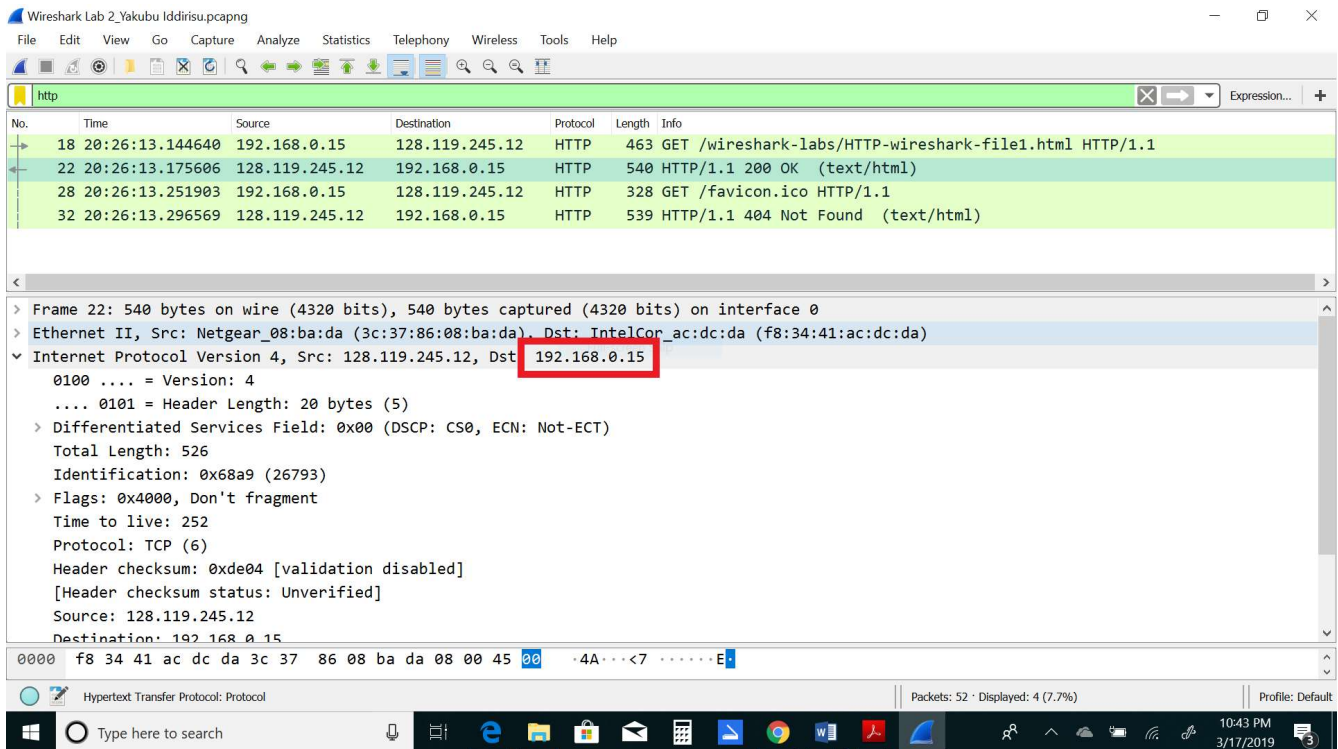 Wireshark Lab 2_Yakubu Iddirisu.pcapng
File Edit View Go Capture Analyze Statistics Telephony Wireless Tools Help
http Expression... +
No. Time Source Destination Protocol Length Info
18 20:26:13.144640 192.168.0.15 128.119.245.12 HTTP 463 GET /wireshark-labs/HTTP-wireshark-file1.html HTTP/1.1
22 20:26:13.175606 128.119.245.12 192.168.0.15 HTTP 540 HTTP/1.1 200 OK (text/html)
28 20:26:13.251903 192.168.0.15 128.119.245.12 HTTP 328 GET /favicon.ico HTTP/1.1
32 20:26:13.296569 128.119.245.12 192.168.0.15 HTTP 539 HTTP/1.1 404 Not Found (text/html)
Frame 22: 540 bytes on wire (4320 bits), 540 bytes captured (4320 bits) on interface 0
Ethernet II, Src: Netgear_08:ba:da (3c:37:86:08:ba:da), Dst: IntelCor_ac:dc:da (f8:34:41:ac:dc:da)
Internet Protocol Version 4, Src: 128.119.245.12, Dst 192.168.0.15
0100 .... = Version: 4
.... 0101 = Header Length: 20 bytes (5)
Differentiated Services Field: 0x00 (DSCP: CS0, ECN: Not-ECT)
Total Length: 526
Identification: 0x68a9 (26793)
Flags: 0x4000, Don't fragment
Time to live: 252
Protocol: TCP (6)
Header checksum: 0xde04 [validation disabled]
[Header checksum status: Unverified]
Source: 128.119.245.12
Destination: 192.168.0.15
0000 f8 34 41 ac dc da 3c 37 86 08 ba da 08 00 45 00 ·4A···<7 ······E·
Hypertext Transfer Protocol: Protocol Packets: 52 · Displayed: 4 (7.7%) Profile: Default
Type here to search 10:43 PM
3/17/2019 3